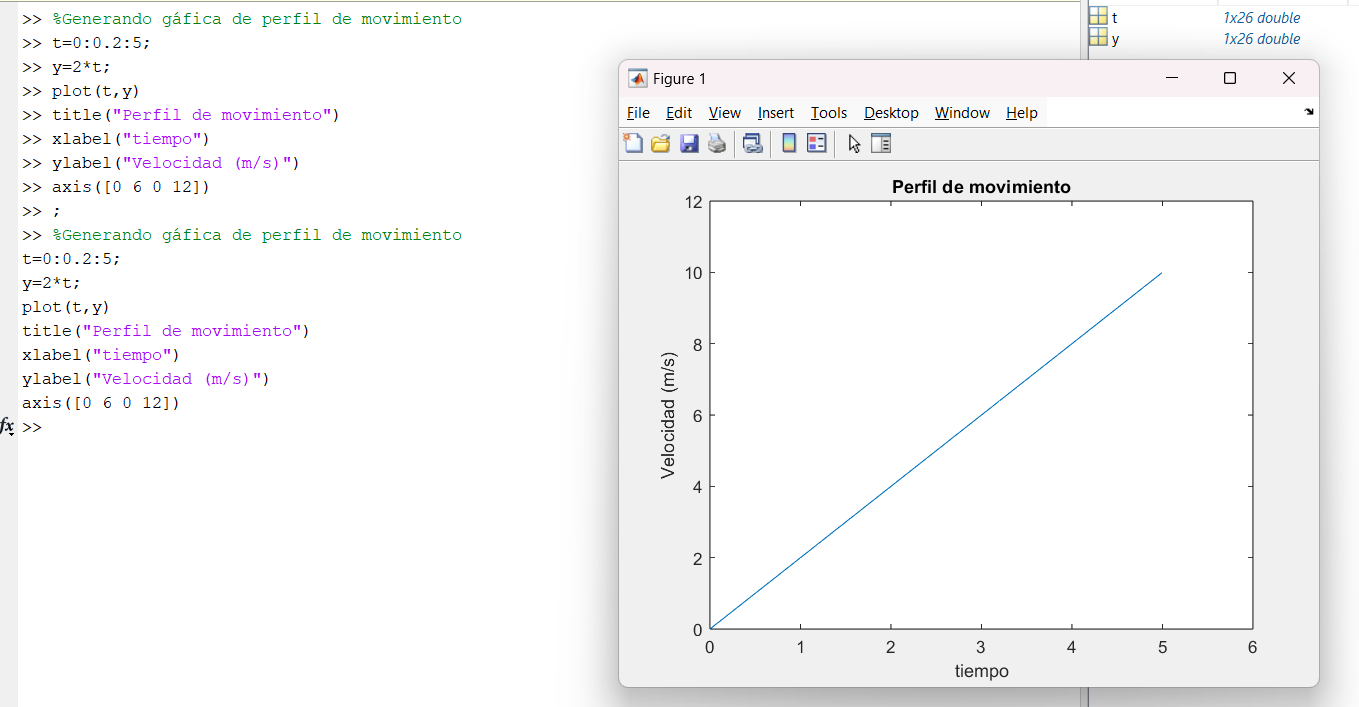 >> %Generando gáfica de perfil de movimiento
>> t=0:0.2:5;
>> y=2*t;
>> plot(t,y)
>> title("Perfil de movimiento")
>> xlabel("tiempo")
>> ylabel("Velocidad (m/s)")
>> axis([0 6 0 12])
>> ;
>> %Generando gáfica de perfil de movimiento
t=0:0.2:5;
y=2*t;
plot(t,y)
title("Perfil de movimiento")
xlabel("tiempo")
ylabel("Velocidad (m/s)")
axis([0 6 0 12])
fx >>
t 1x26 double
y 1x26 double
Figure 1
File Edit View Insert Tools Desktop Window Help
Perfil de movimiento
12
10
8
6
4
2
0
Velocidad (m/s)
0 1 2 3 4 5 6
tiempo